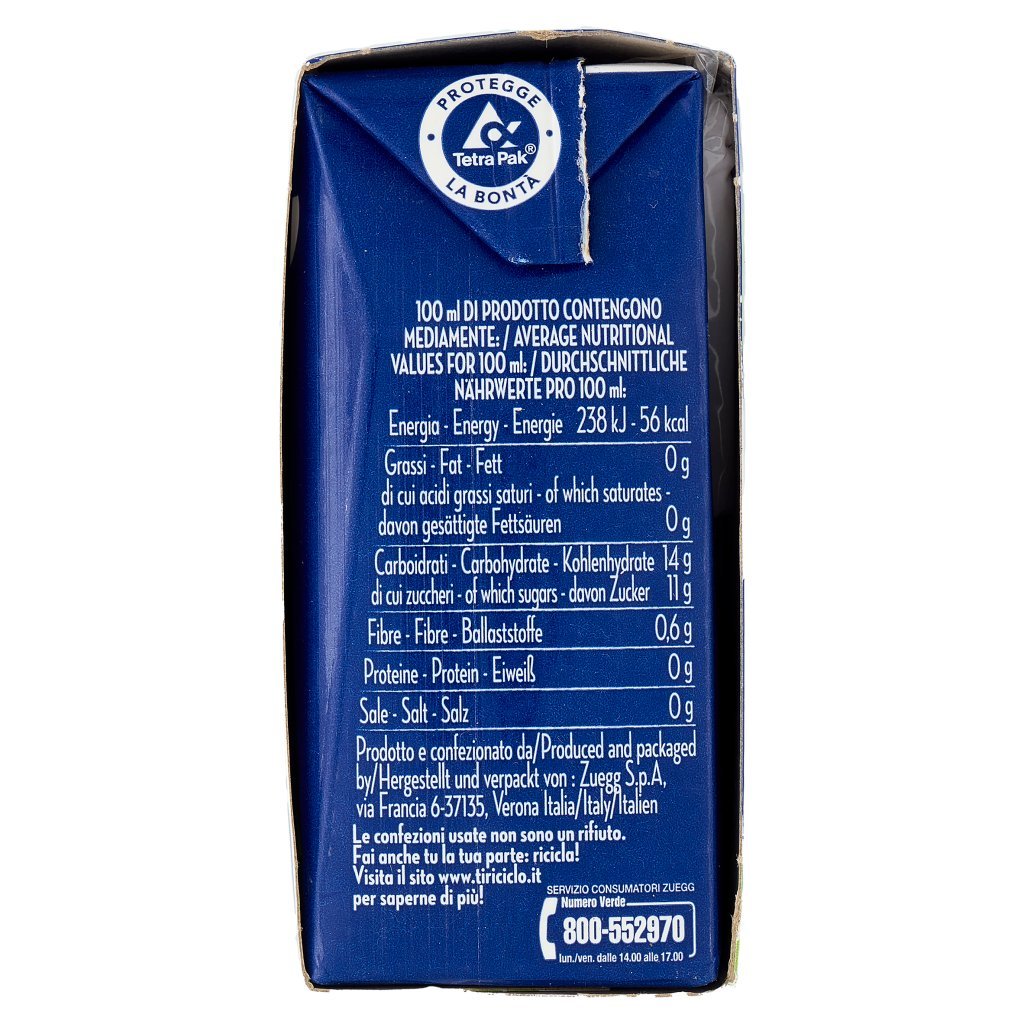 PROTEGGE
Tetra Pak®
LA BONTÀ
100 ml DI PRODOTTO CONTENGONO
MEDIAMENTE: / AVERAGE NUTRITIONAL
VALUES FOR 100 ml: / DURCHSCHNITTLICHE
NÄHRWERTE PRO 100 ml:
Energia - Energy - Energie 238 kJ - 56 kcal
Grassi - Fat - Fett 0 g
di cui acidi grassi saturi - of which saturates -
davon gesättigte Fettsäuren 0 g
Carboidrati - Carbohydrate - Kohlenhydrate 14 g
di cui zuccheri - of which sugars - davon Zucker 11 g
Fibre - Fibre - Ballaststoffe 0,6 g
Proteine - Protein - Eiweiß 0 g
Sale - Salt - Salz 0 g
Prodotto e confezionato da/Produced and packaged
by/Hergestellt und verpackt von : Zuegg S.p.A,
via Francia 6-37135, Verona Italia/Italy/Italien
Le confezioni usate non sono un rifiuto.
Fai anche tu la tua parte: ricicla!
Visita il sito www.tiriciclo.it
per saperne di più!
SERVIZIO CONSUMATORI ZUEGG
Numero Verde
800-552970
lun./ven. dalle 14.00 alle 17.00